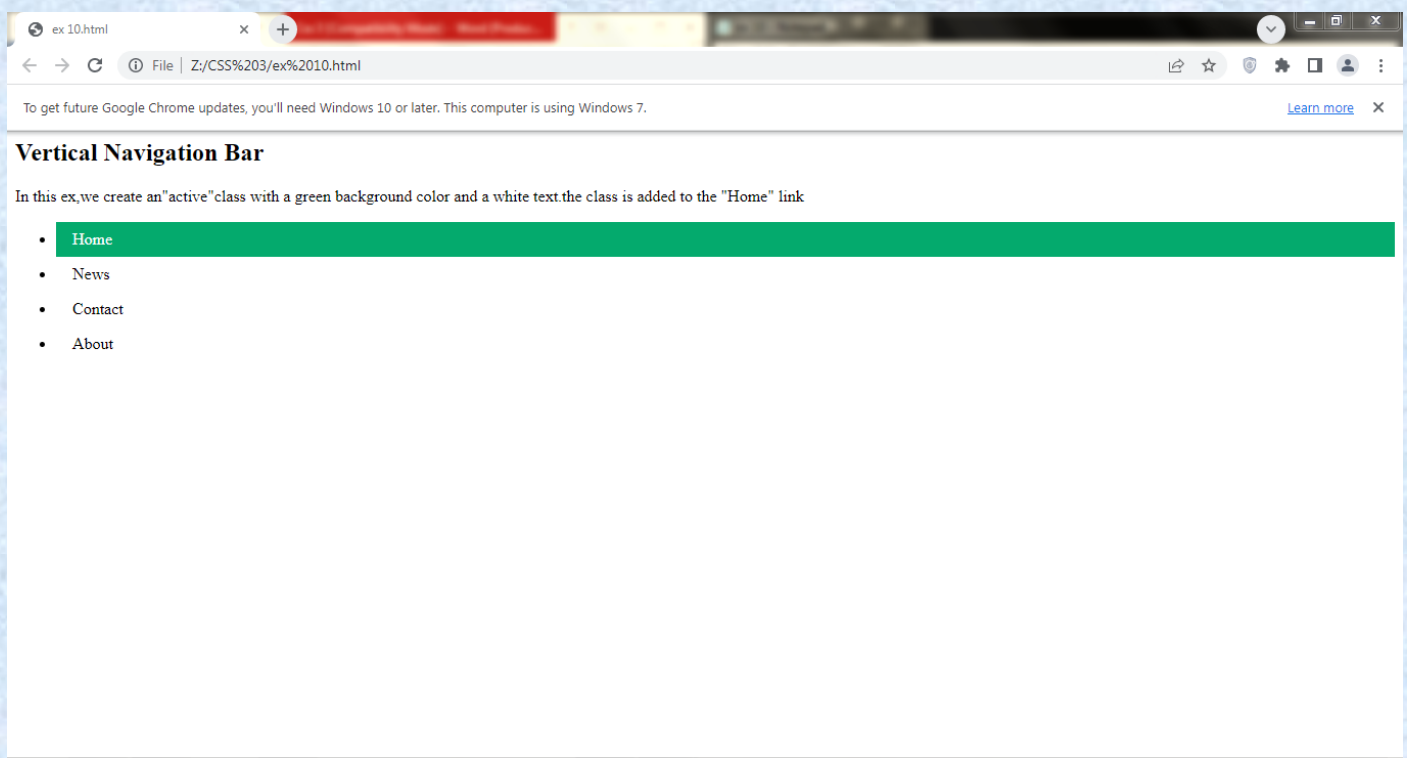 ex 10.html
File | Z:/CSS%203/ex%2010.html
To get future Google Chrome updates, you'll need Windows 10 or later. This computer is using Windows 7.
Learn more
Vertical Navigation Bar
In this ex,we create an"active"class with a green background color and a white text.the class is added to the "Home" link
• Home
• News
• Contact
• About